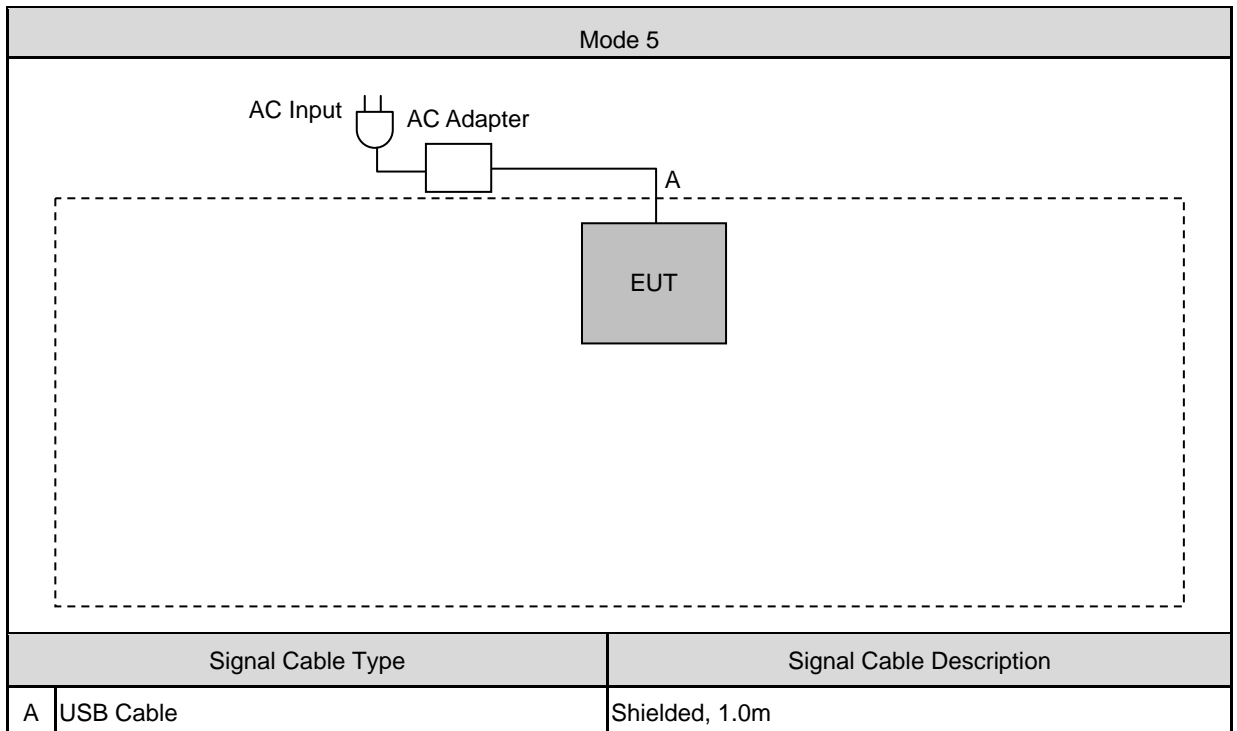 Mode 5
AC Input
AC Adapter
A
EUT
Signal Cable Type
Signal Cable Description
A
USB Cable
Shielded, 1.0m